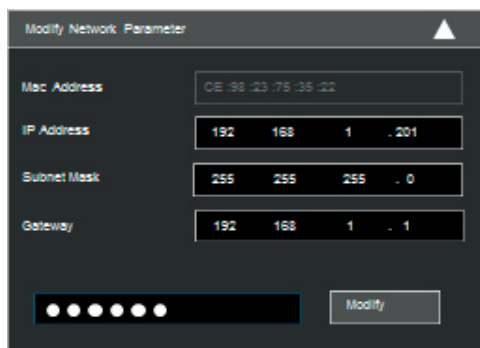 Modify Network Parameter
Mac Address CE :98 :23 :75 :35 :22
IP Address 192 168 1 . 201
Subnet Mask 255 255 255 . 0
Gateway 192 168 1 . 1
Modify